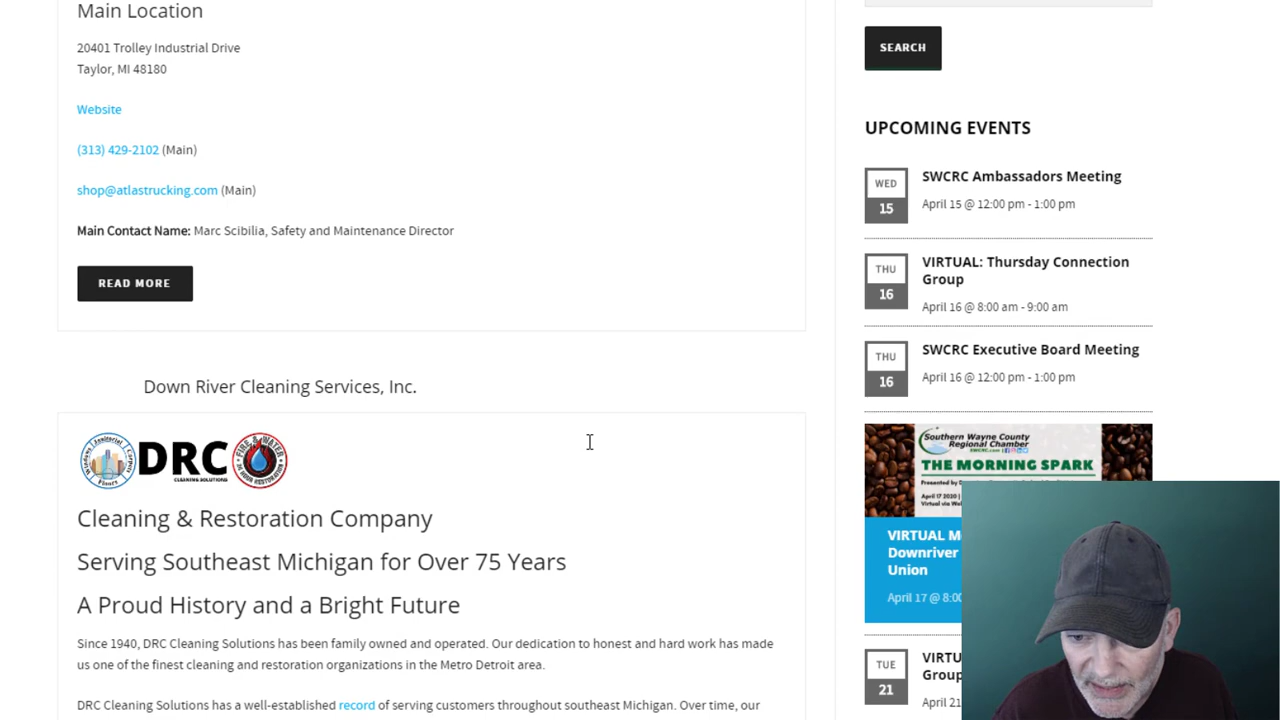 Main Location
20401 Trolley Industrial Drive
Taylor, MI 48180
Website
(313) 429-2102 (Main)
shop@atlastrucking.com (Main)
Main Contact Name: Marc Scibilia, Safety and Maintenance Director
READ MORE
Down River Cleaning Services, Inc.
DRC
CLEANING SOLUTIONS
Cleaning & Restoration Company
Serving Southeast Michigan for Over 75 Years
A Proud History and a Bright Future
Since 1940, DRC Cleaning Solutions has been family owned and operated. Our dedication to honest and hard work has made
us one of the finest cleaning and restoration organizations in the Metro Detroit area.
DRC Cleaning Solutions has a well-established record of serving customers throughout southeast Michigan. Over time, our
SEARCH
UPCOMING EVENTS
WED
15
SWCRC Ambassadors Meeting
April 15 @ 12:00 pm - 1:00 pm
THU
16
VIRTUAL: Thursday Connection
Group
April 16 @ 8:00 am - 9:00 am
THU
16
SWCRC Executive Board Meeting
April 16 @ 12:00 pm - 1:00 pm
Southern Wayne County
Regional Chamber
SWCRC.com
THE MORNING SPARK
VIRTUAL M
Downriver
Union
April 17 @ 8:00
TUE
21
VIRTU
Group
April 21